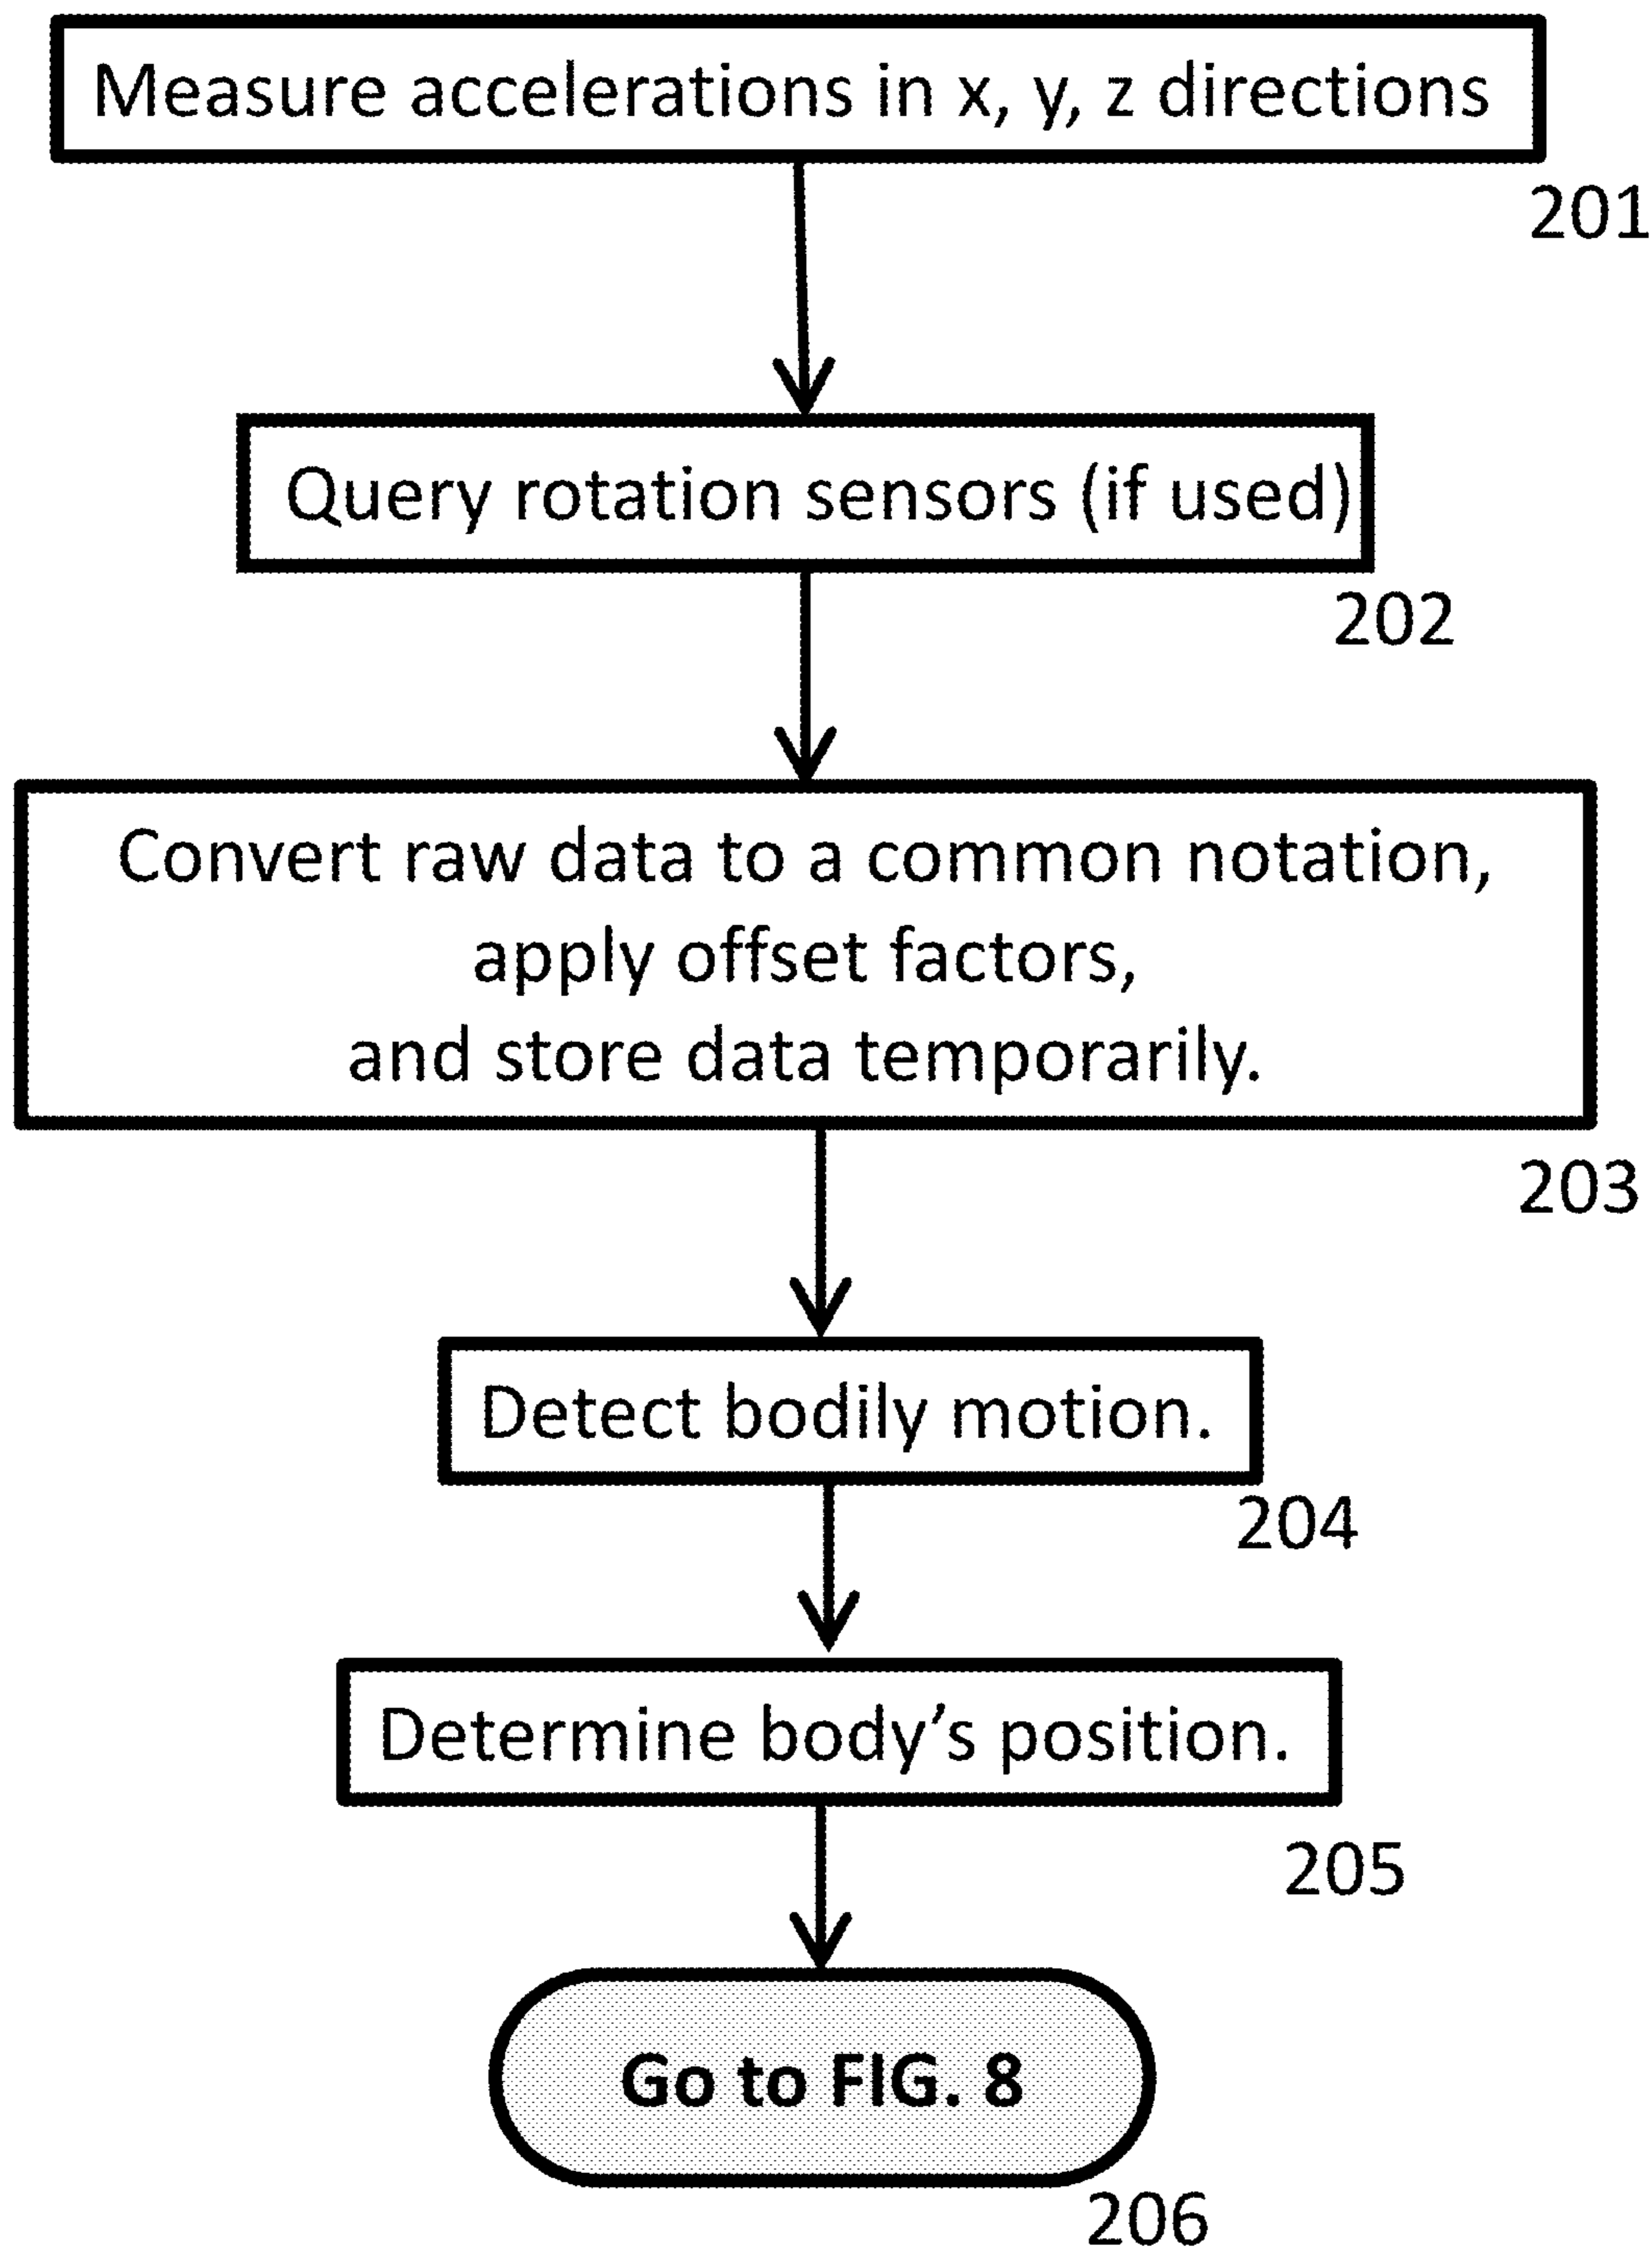 Measure accelerations in x, y, z directions
201
Query rotation sensors (if used)
202
Convert raw data to a common notation,
apply offset factors,
and store data temporarily.
203
Detect bodily motion.
204
Determine body’s position.
205
Go to FIG. 8
206